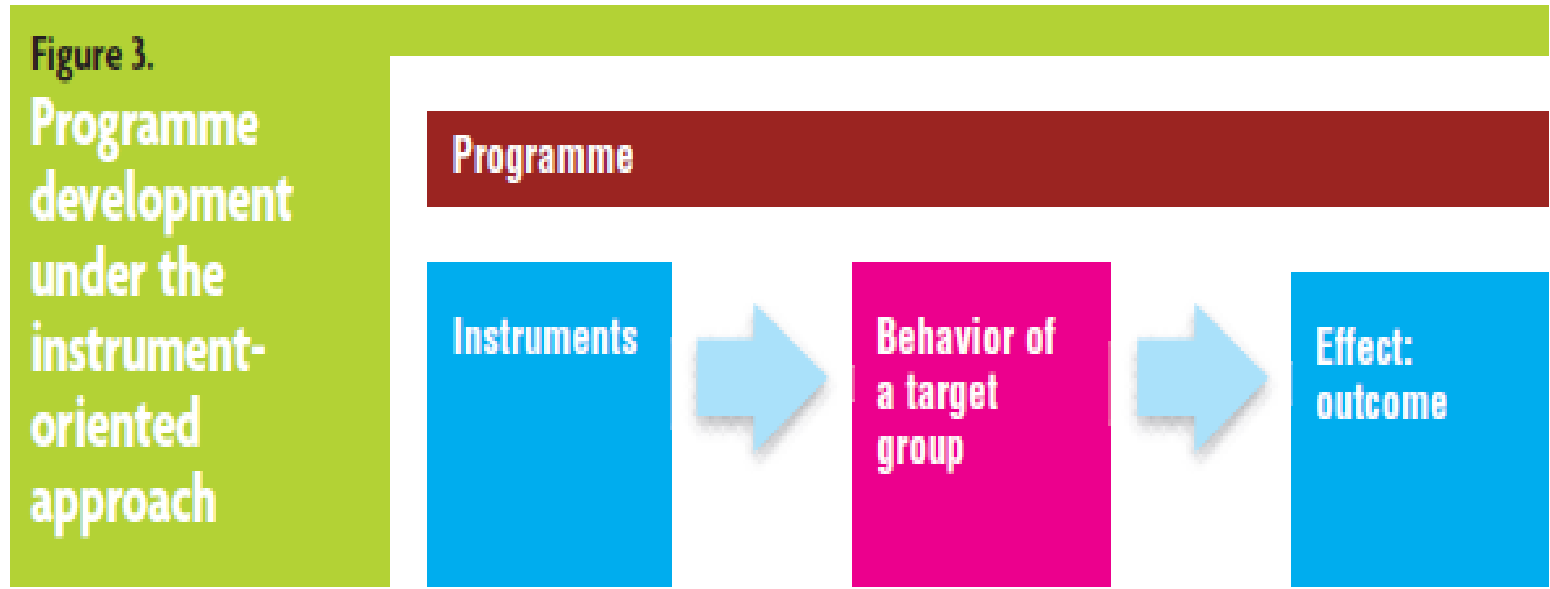 Figure 3.
Programme
development
under the
instrument-
oriented
approach
Programme
Instruments
Behavior of
a target
group
Effect:
outcome